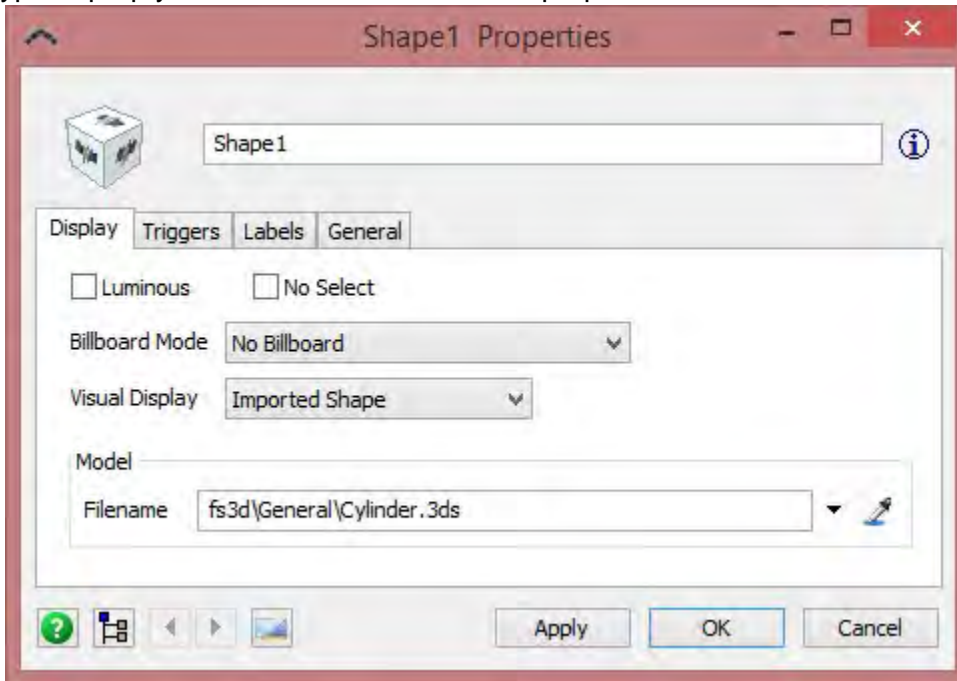 Shape1 Properties
Shape1
Display Triggers Labels General
Luminous No Select
Billboard Mode No Billboard
Visual Display Imported Shape
Model
Filename fs3d\General\Cylinder.3ds
Apply OK Cancel